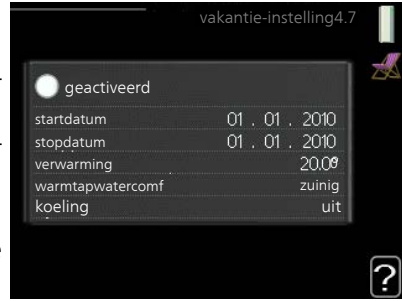 vakantie-instelling4.7
geactiveerd
startdatum 01 . 01 . 2010
stopdatum 01 . 01 . 2010
verwarming 20.0°
warmtapwatercomf zuinig
koeling uit
?